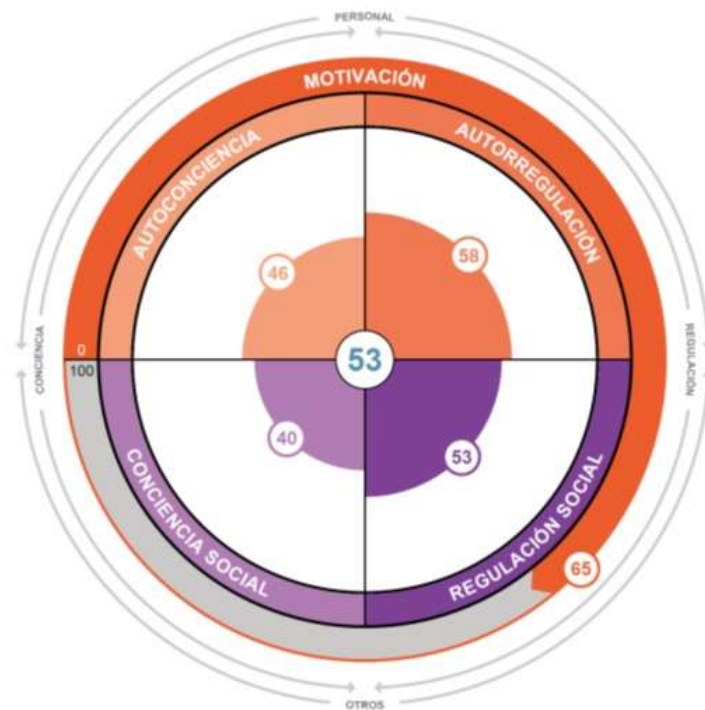 PERSONAL
MOTIVACIÓN
AUTOCONCIENCIA
AUTORREGULACIÓN
46
58
CONCIENCIA
0
53
REGULACIÓN
100
40
53
CONCIENCIA SOCIAL
REGULACIÓN SOCIAL
65
OTROS